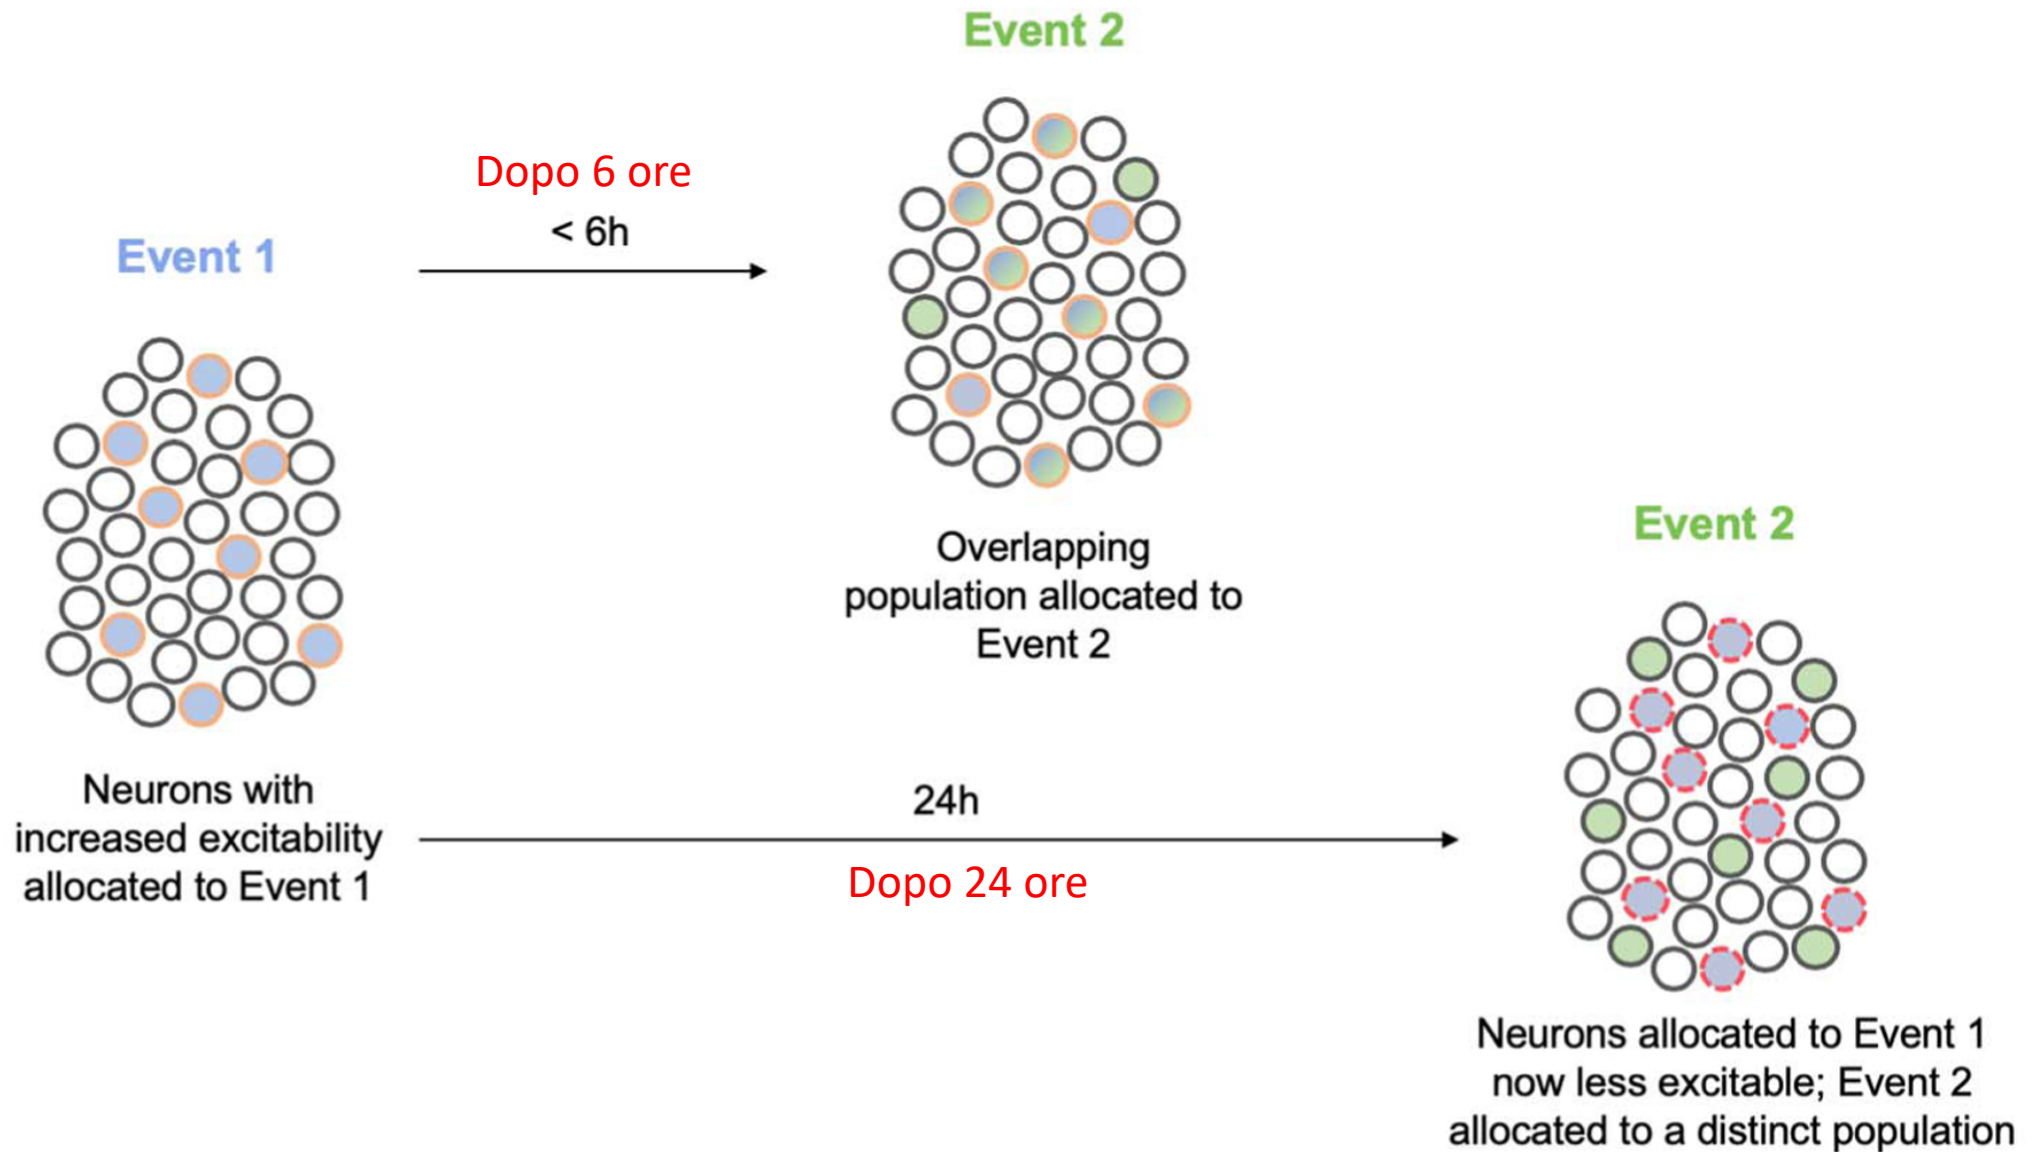 Event 1
Neurons with
increased excitability
allocated to Event 1
Dopo 6 ore
< 6h
Event 2
Overlapping
population allocated to
Event 2
24h
Dopo 24 ore
Event 2
Neurons allocated to Event 1
now less excitable; Event 2
allocated to a distinct population